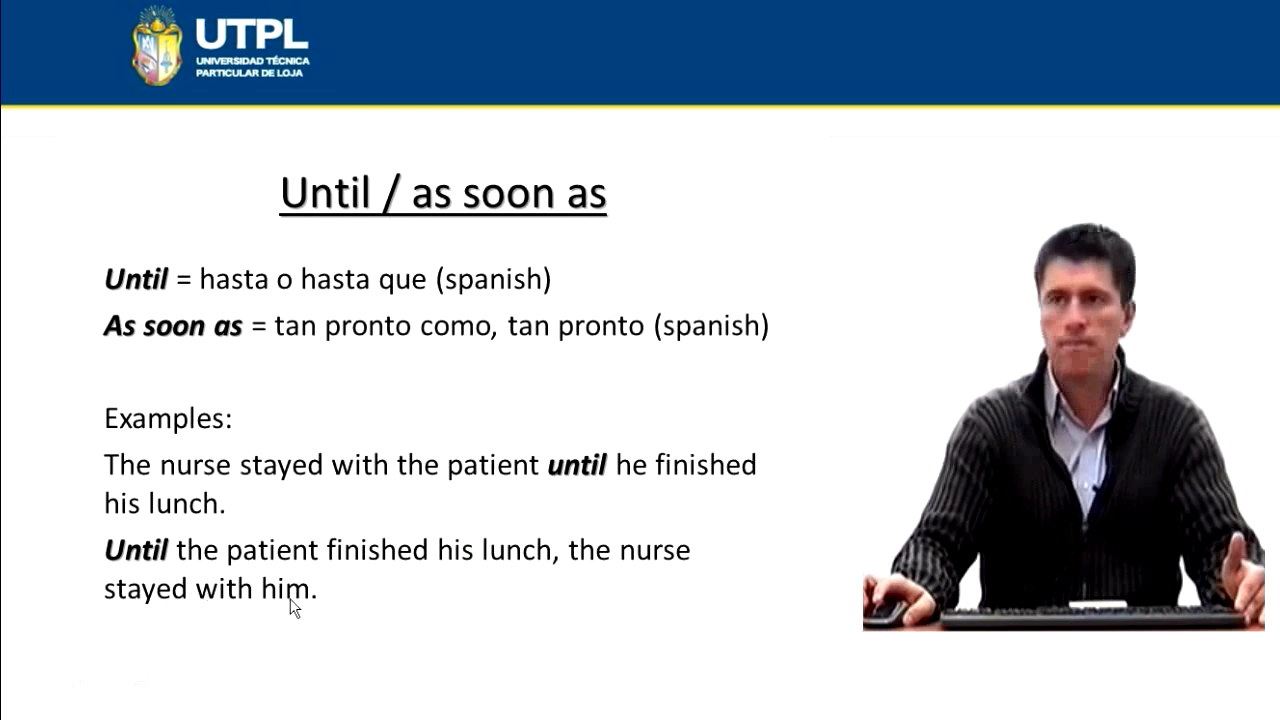 UTPL
UNIVERSIDAD TÉCNICA
PARTICULAR DE LOJA
Until / as soon as
Until = hasta o hasta que (spanish)
As soon as = tan pronto como, tan pronto (spanish)
Examples:
The nurse stayed with the patient until he finished
his lunch.
Until the patient finished his lunch, the nurse
stayed with him.